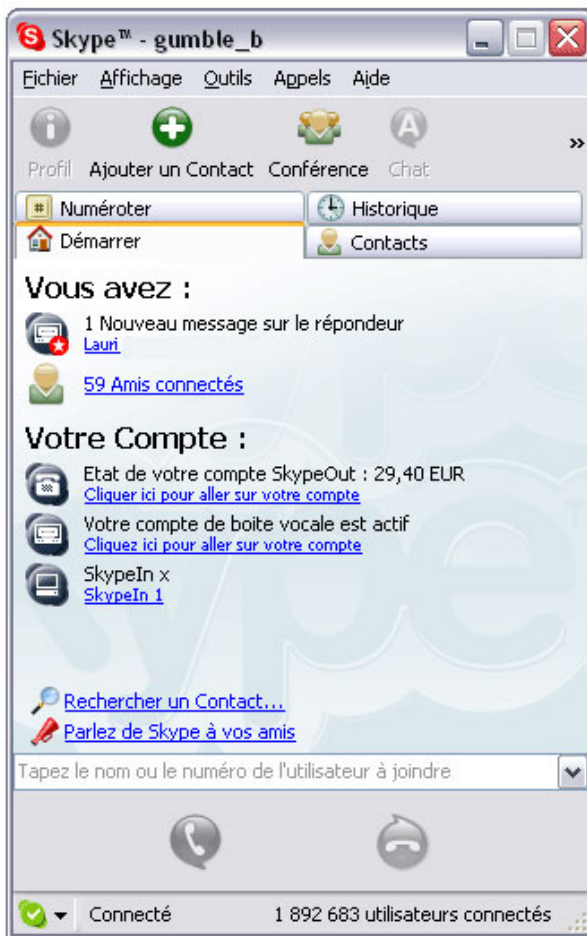 Skype™ - gumble_b
Fichier Affichage Outils Appels Aide
Profil Ajouter un Contact Conférence Chat
Numéroter Historique
Démarrer Contacts
Vous avez :
1 Nouveau message sur le répondeur
Lauri
59 Amis connectés
Votre Compte :
Etat de votre compte SkypeOut : 29,40 EUR
Cliquer ici pour aller sur votre compte
Votre compte de boite vocale est actif
Cliquez ici pour aller sur votre compte
SkypeIn x
SkypeIn 1
Rechercher un Contact...
Parlez de Skype à vos amis
Tapez le nom ou le numéro de l'utilisateur à joindre
Connecté 1 892 683 utilisateurs connectés